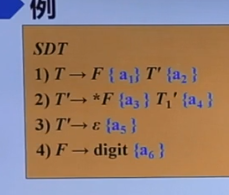 例
SDT
1) T → F { a₁} T′ {a₂ }
2) T′→ *F {a₃ } T₁′ {a₄ }
3) T′→ ε {a₅ }
4) F → digit {a₆ }